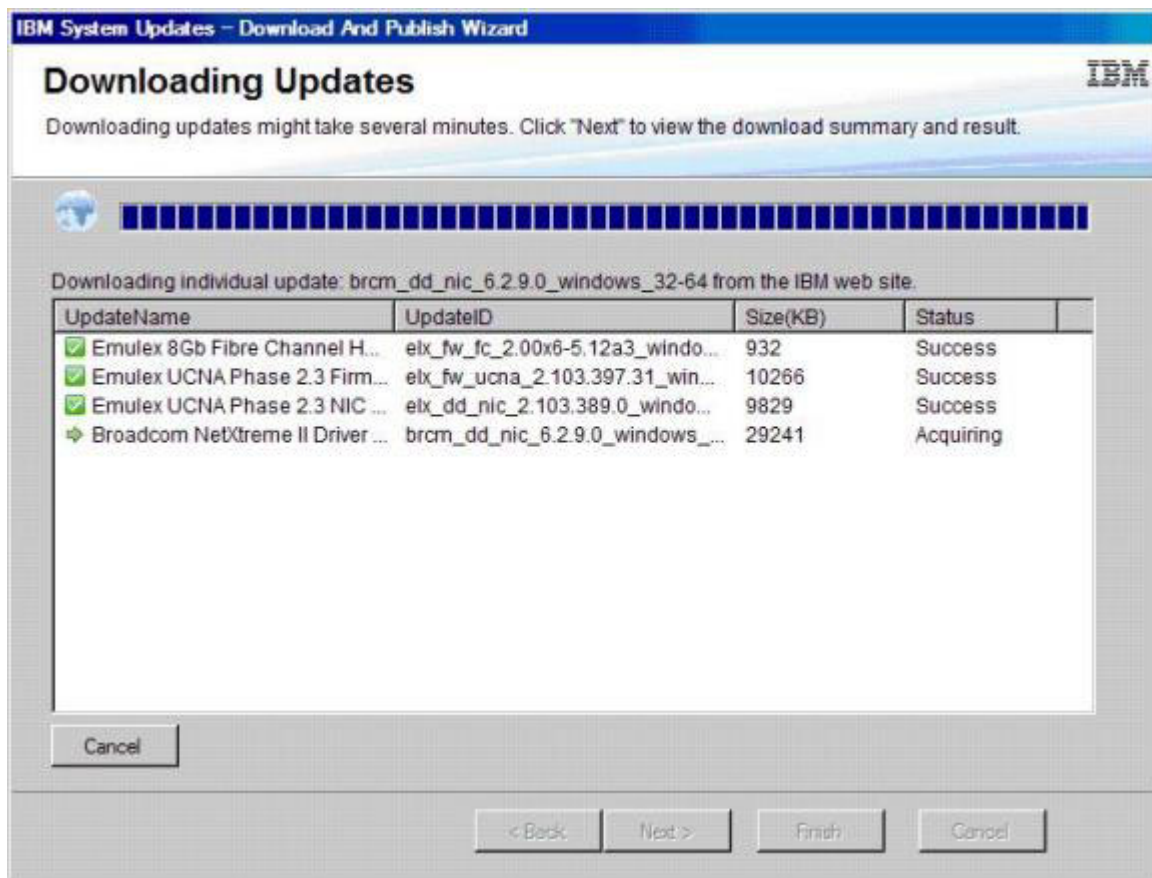 IBM System Updates – Download And Publish Wizard
Downloading Updates
IBM
Downloading updates might take several minutes. Click "Next" to view the download summary and result.
Downloading individual update: brcm_dd_nic_6.2.9.0_windows_32-64 from the IBM web site.
UpdateName UpdateID Size(KB) Status
Emulex 8Gb Fibre Channel H... elx_fw_fc_2.00x6-5.12a3_windo... 932 Success
Emulex UCNA Phase 2.3 Firm... elx_fw_ucna_2.103.397.31_win... 10266 Success
Emulex UCNA Phase 2.3 NIC ... elx_dd_nic_2.103.389.0_windo... 9829 Success
Broadcom NetXtreme II Driver ... brcm_dd_nic_6.2.9.0_windows_... 29241 Acquiring
Cancel
< Back Next > Finish Cancel